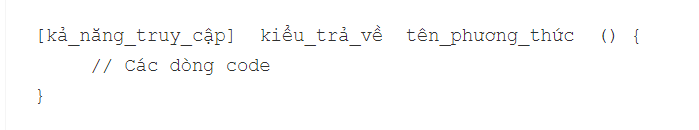 [kả_năng_truy_cập] kiểu_trả_về tên_phương_thức () {
// Các dòng code
}